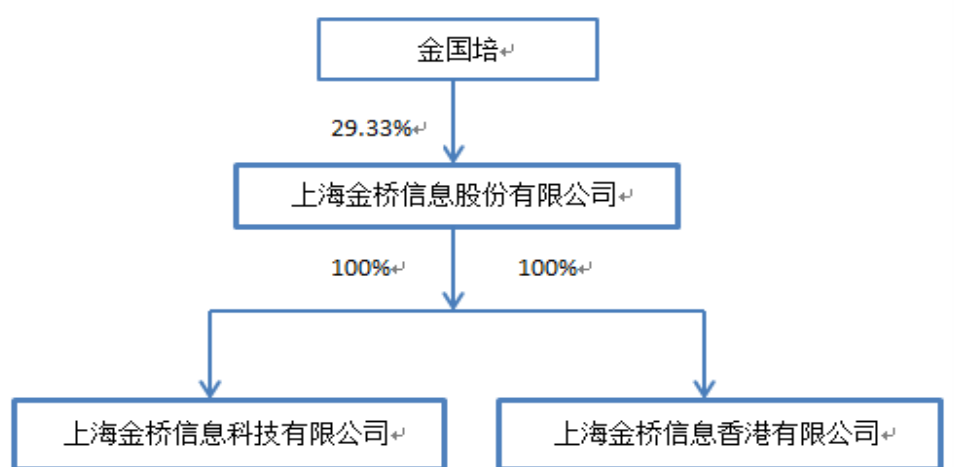 金国培
29.33%
上海金桥信息股份有限公司
100% 100%
上海金桥信息科技有限公司 上海金桥信息香港有限公司